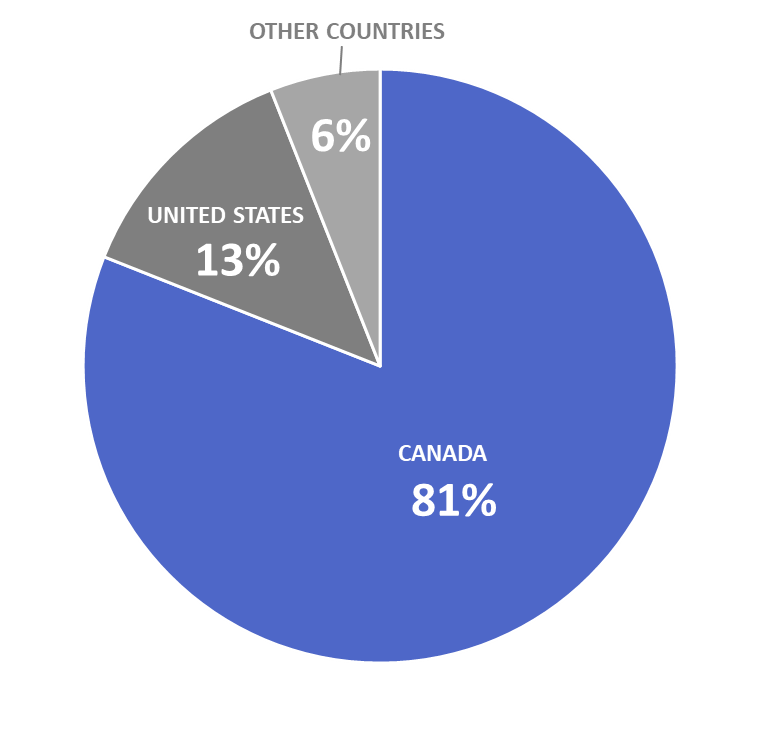 OTHER COUNTRIES
6%
UNITED STATES
13%
CANADA
81%